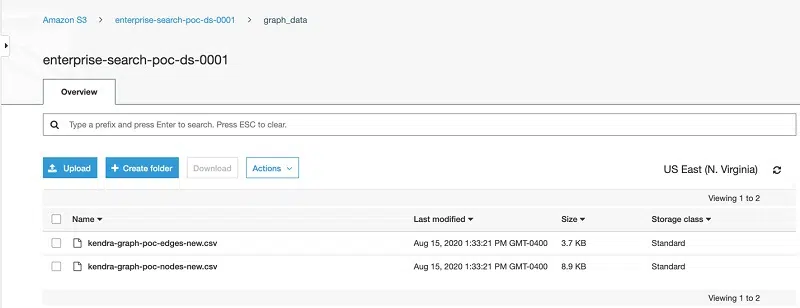 Amazon S3 > enterprise-search-poc-ds-0001 > graph_data
enterprise-search-poc-ds-0001
Overview
Type a prefix and press Enter to search. Press ESC to clear.
Upload + Create folder Download Actions US East (N. Virginia)
Viewing 1 to 2
Name Last modified Size Storage class
kendra-graph-poc-edges-new.csv Aug 15, 2020 1:33:21 PM GMT-0400 3.7 KB Standard
kendra-graph-poc-nodes-new.csv Aug 15, 2020 1:33:21 PM GMT-0400 8.9 KB Standard
Viewing 1 to 2